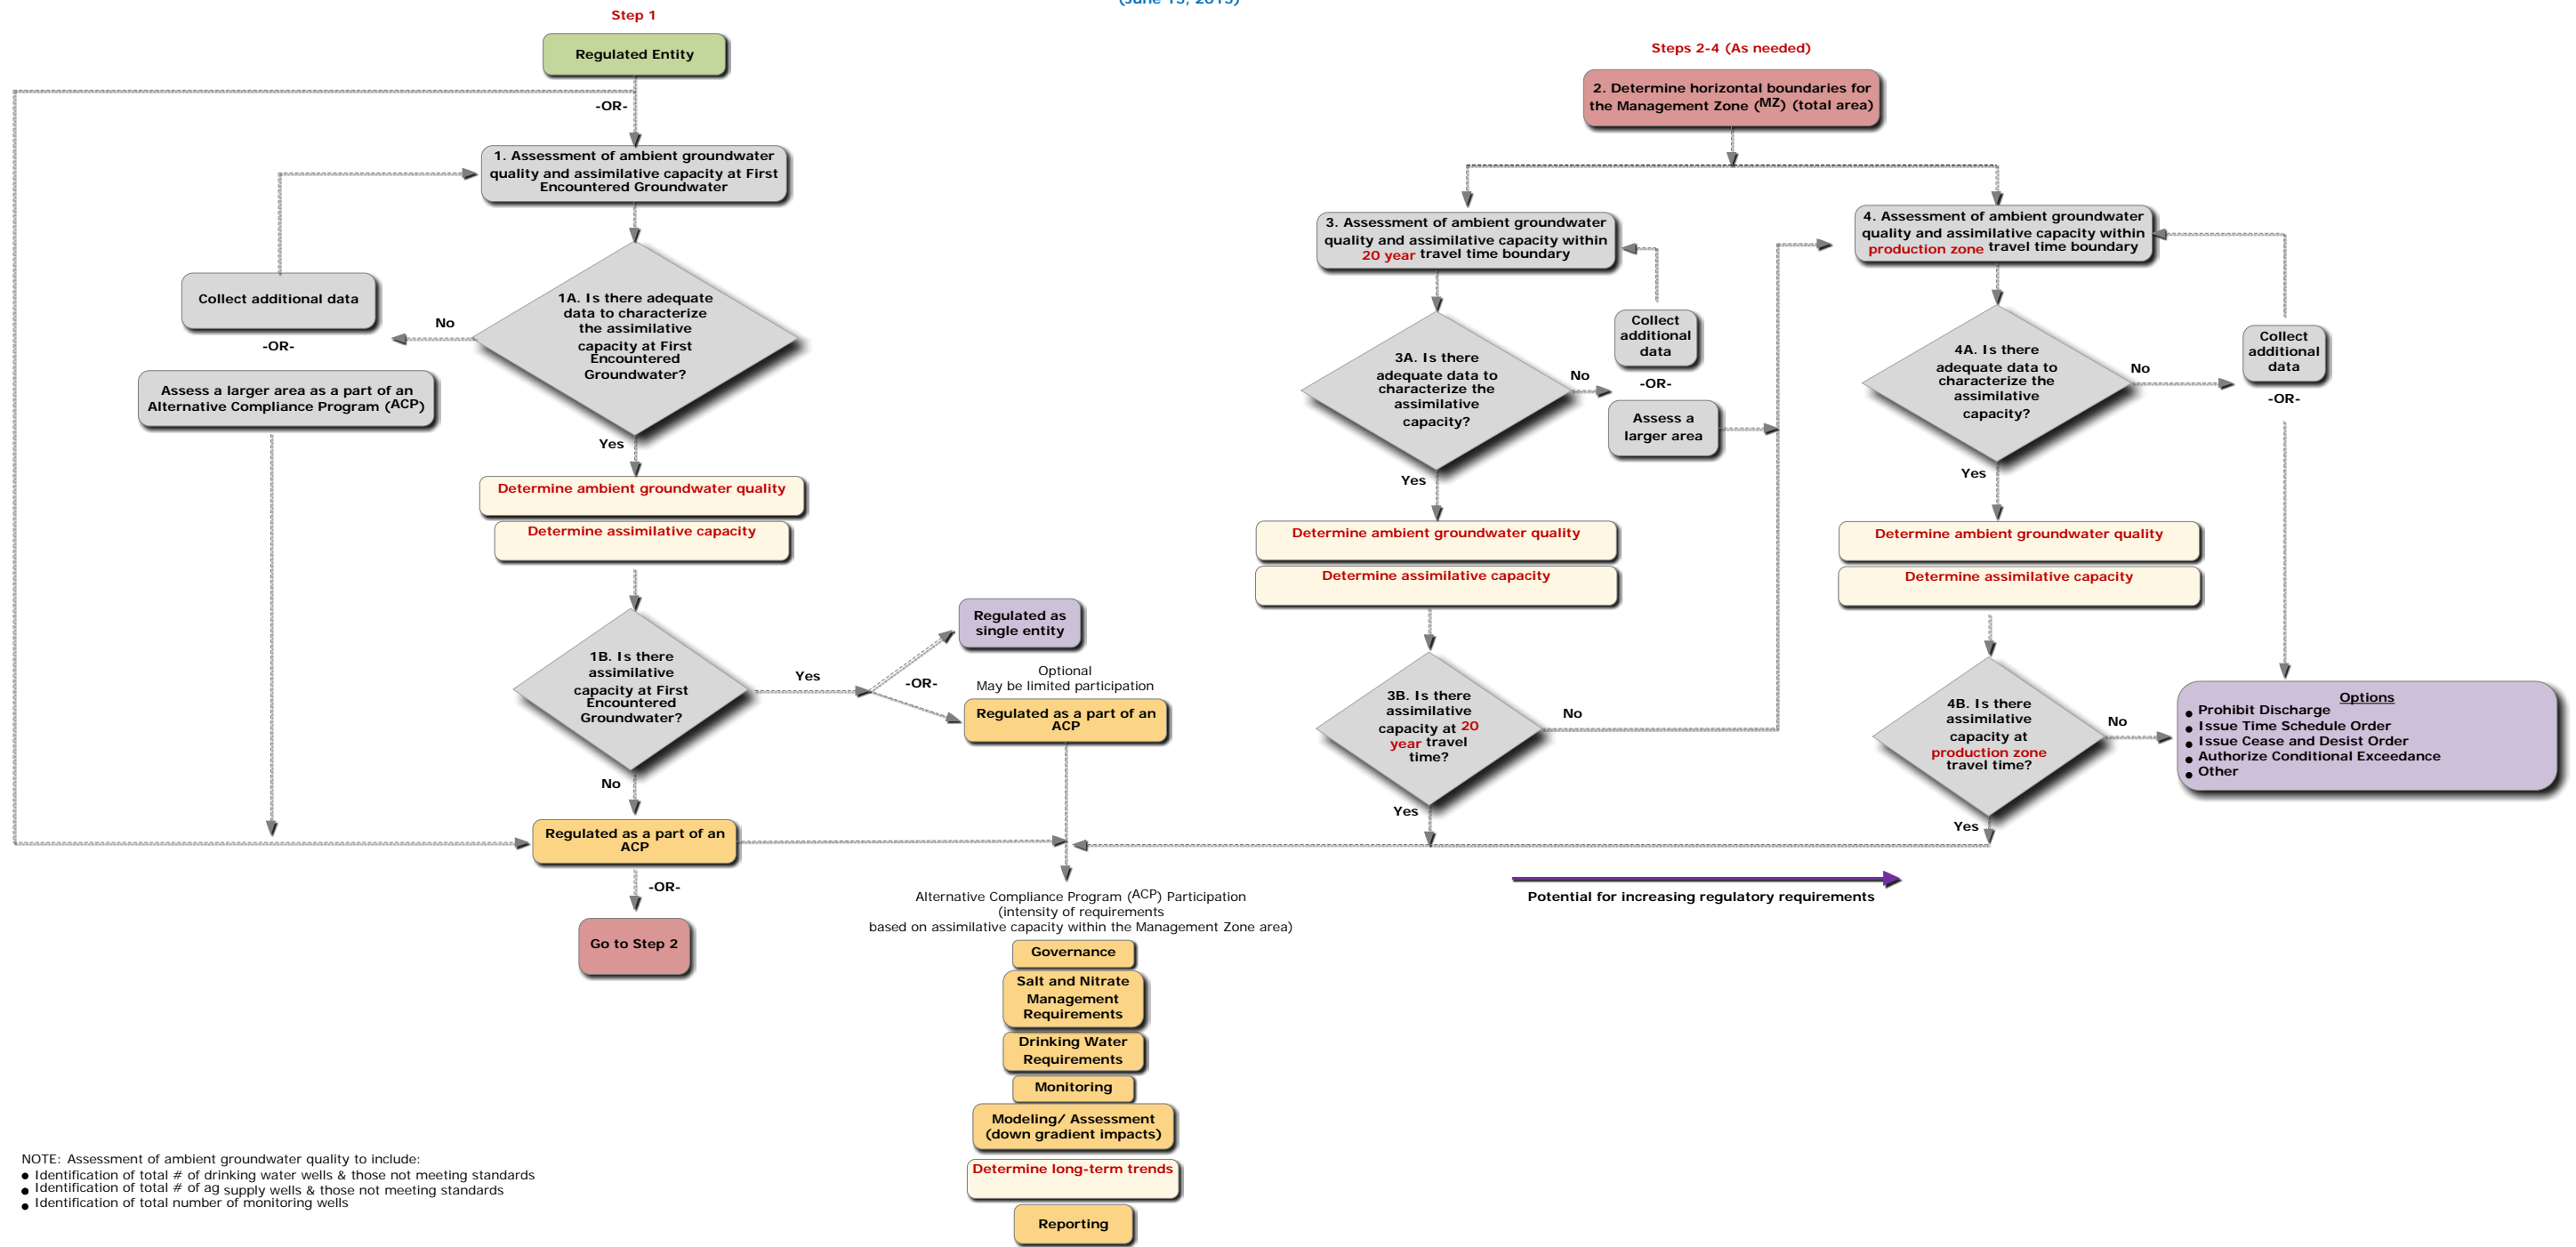 Step 1
Regulated Entity
-OR-
1. Assessment of ambient groundwater
quality and assimilative capacity at First
Encountered Groundwater
1A. Is there adequate
data to characterize
the assimilative
capacity at First
Encountered
Groundwater?
No
Collect additional data
-OR-
Assess a larger area as a part of an
Alternative Compliance Program (ACP)
Yes
Determine ambient groundwater quality
Determine assimilative capacity
1B. Is there
assimilative
capacity at First
Encountered
Groundwater?
Yes
-OR-
Regulated as
single entity
Optional
May be limited participation
Regulated as a part of an
ACP
No
Regulated as a part of an
ACP
-OR-
Go to Step 2
Alternative Compliance Program (ACP) Participation
(intensity of requirements
based on assimilative capacity within the Management Zone area)
Governance
Salt and Nitrate
Management
Requirements
Drinking Water
Requirements
Monitoring
Modeling/ Assessment
(down gradient impacts)
Determine long-term trends
Reporting
Steps 2-4 (As needed)
2. Determine horizontal boundaries for
the Management Zone (MZ) (total area)
3. Assessment of ambient groundwater
quality and assimilative capacity within
20 year travel time boundary
3A. Is there
adequate data to
characterize the
assimilative
capacity?
No
Collect
additional
data
-OR-
Assess a
larger area
Yes
Determine ambient groundwater quality
Determine assimilative capacity
3B. Is there
assimilative
capacity at 20
year travel
time?
No
Yes
4. Assessment of ambient groundwater
quality and assimilative capacity within
production zone travel time boundary
4A. Is there
adequate data to
characterize the
assimilative
capacity?
No
Collect
additional
data
-OR-
Yes
Determine ambient groundwater quality
Determine assimilative capacity
4B. Is there
assimilative
capacity at
production zone
travel time?
No
Yes
Options
● Prohibit Discharge
● Issue Time Schedule Order
● Issue Cease and Desist Order
● Authorize Conditional Exceedance
● Other
Potential for increasing regulatory requirements
NOTE: Assessment of ambient groundwater quality to include:
● Identification of total # of drinking water wells & those not meeting standards
● Identification of total # of ag supply wells & those not meeting standards
● Identification of total number of monitoring wells